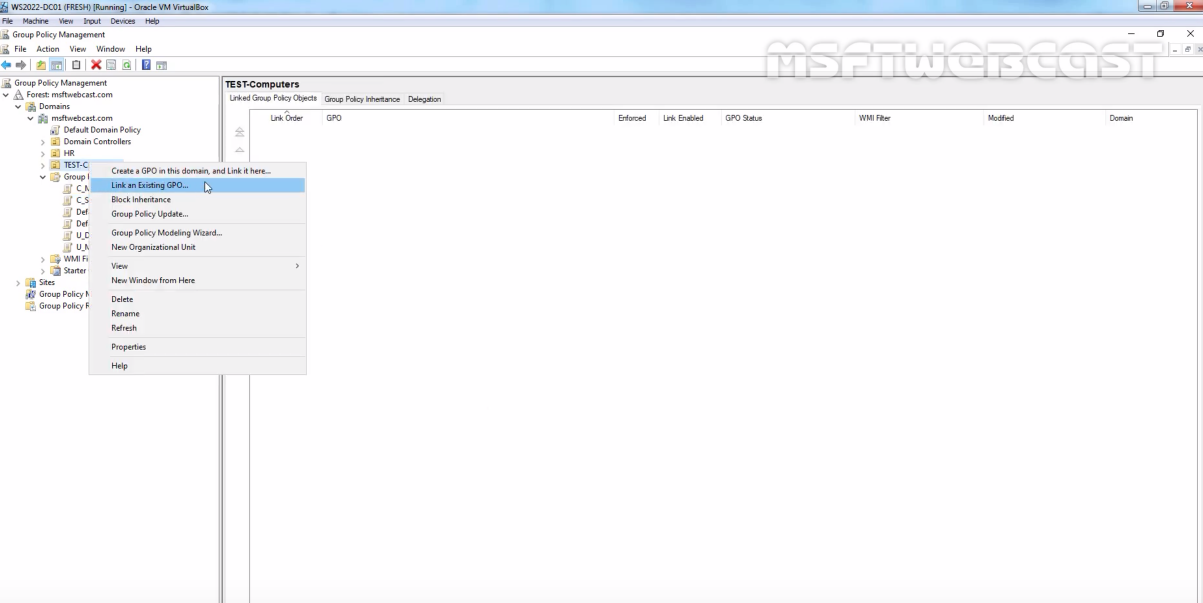 WS2022-DC01 (FRESH) [Running] - Oracle VM VirtualBox
File Machine View Input Devices Help
Group Policy Management
File Action View Window Help
MSFTWEBCAST
Group Policy Management
Forest: msftwebcast.com
Domains
msftwebcast.com
Default Domain Policy
Domain Controllers
HR
TEST-C
Group
C_M
C_S
Def
Def
U_D
U_M
WMI Fi
Starter
Sites
Group Policy M
Group Policy R
Create a GPO in this domain, and Link it here...
Link an Existing GPO...
Block Inheritance
Group Policy Update...
Group Policy Modeling Wizard...
New Organizational Unit
View
New Window from Here
Delete
Rename
Refresh
Properties
Help
TEST-Computers
Linked Group Policy Objects Group Policy Inheritance Delegation
Link Order GPO Enforced Link Enabled GPO Status WMI Filter Modified Domain